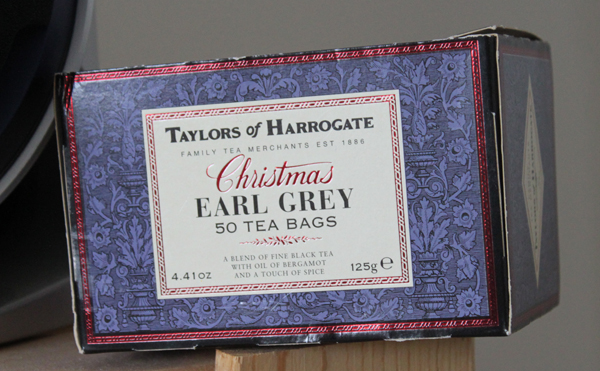 TAYLORS of HARROGATE
FAMILY TEA MERCHANTS EST 1886
Christmas
EARL GREY
50 TEA BAGS
A BLEND OF FINE BLACK TEA
WITH OIL OF BERGAMOT
AND A TOUCH OF SPICE
4.41OZ
125g ℮